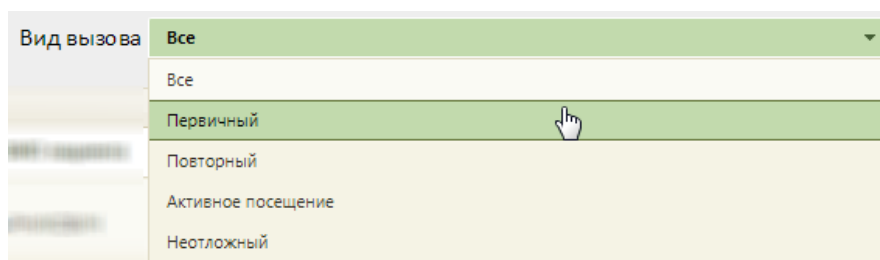 Вид вызова Все
Все
Первичный
Повторный
Активное посещение
Неотложный